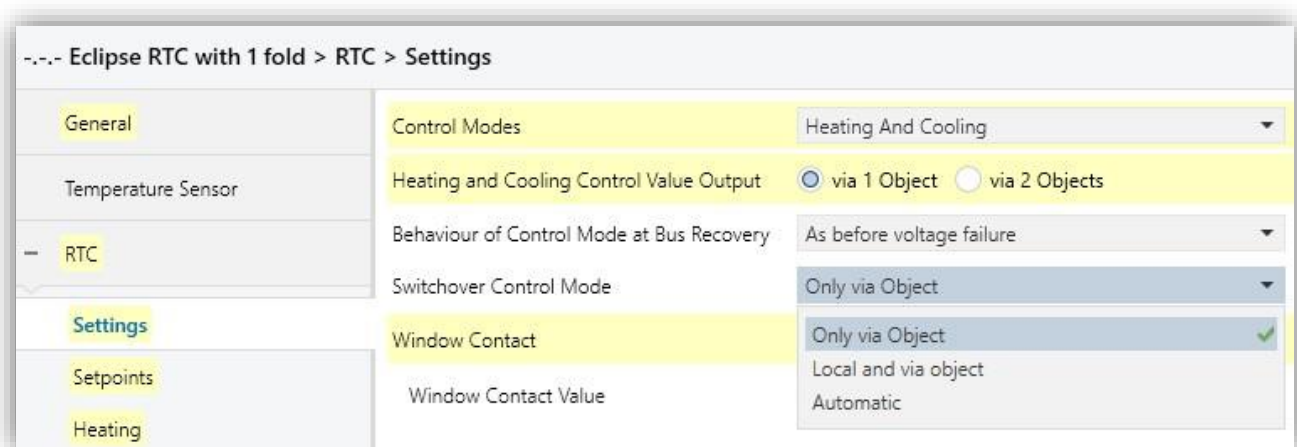 -.-.- Eclipse RTC with 1 fold > RTC > Settings
General
Control Modes Heating And Cooling
Heating and Cooling Control Value Output via 1 Object via 2 Objects
Temperature Sensor
Behaviour of Control Mode at Bus Recovery As before voltage failure
RTC
Switchover Control Mode Only via Object
Settings
Window Contact Only via Object
Local and via object
Setpoints
Window Contact Value Automatic
Heating